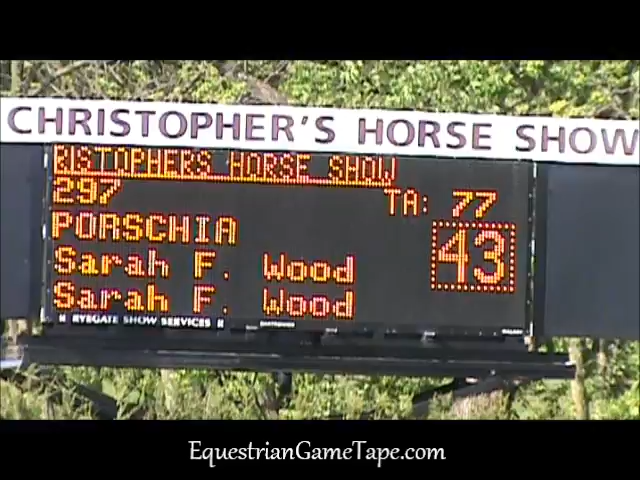 CHRISTOPHER'S HORSE SHOW
RISTOPHERS HORSE SHOW
297 TA: 77
PORSCHIA 43
Sarah F. Wood
Sarah F. Wood
RYEGATE SHOW SERVICES
EquestrianGameTape.com